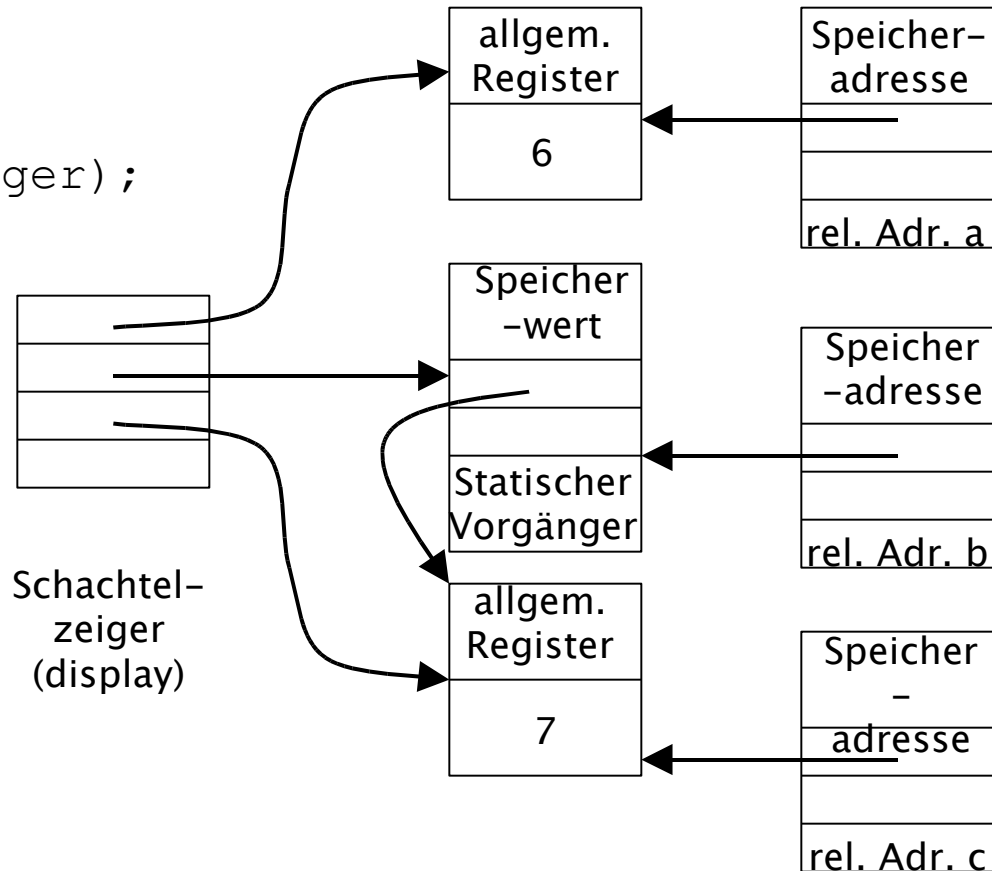 ger);
allgem.
Register
6
Speicher-
adresse
rel. Adr. a
Speicher
-wert
Statischer
Vorgänger
Speicher
-adresse
rel. Adr. b
Schachtel-
zeiger
(display)
allgem.
Register
7
Speicher
-
adresse
rel. Adr. c